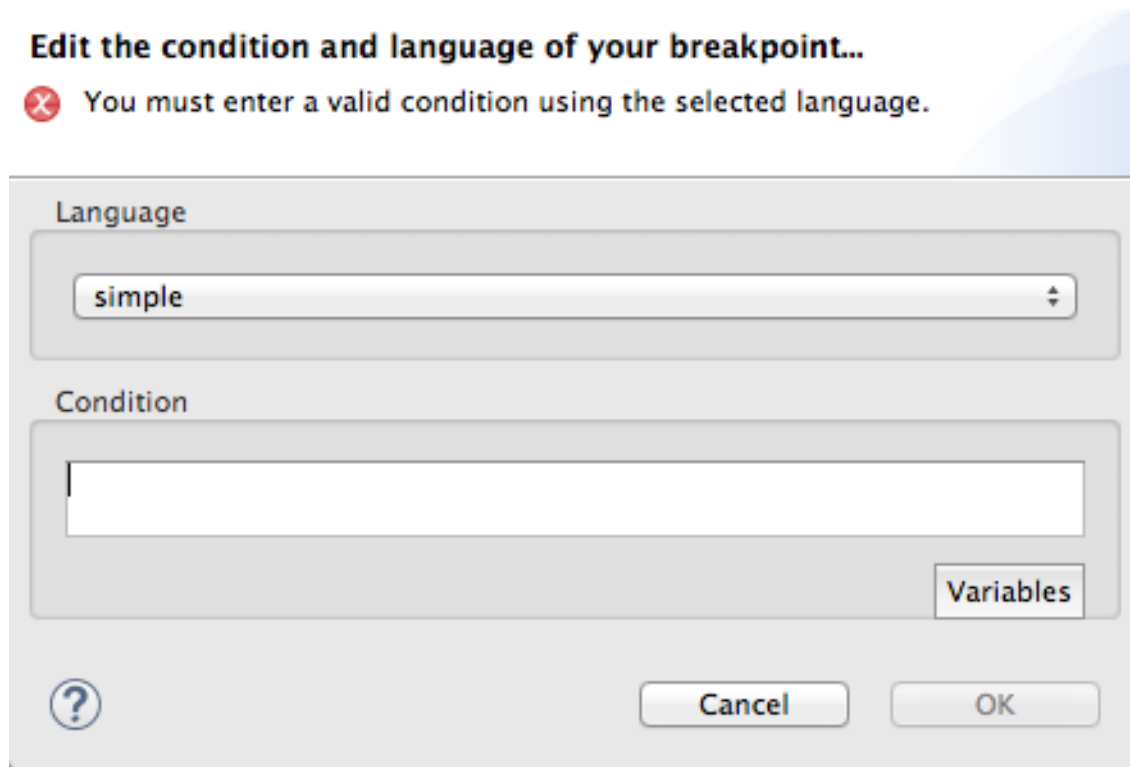 Edit the condition and language of your breakpoint...
You must enter a valid condition using the selected language.
Language
simple
Condition
Variables
?
Cancel
OK